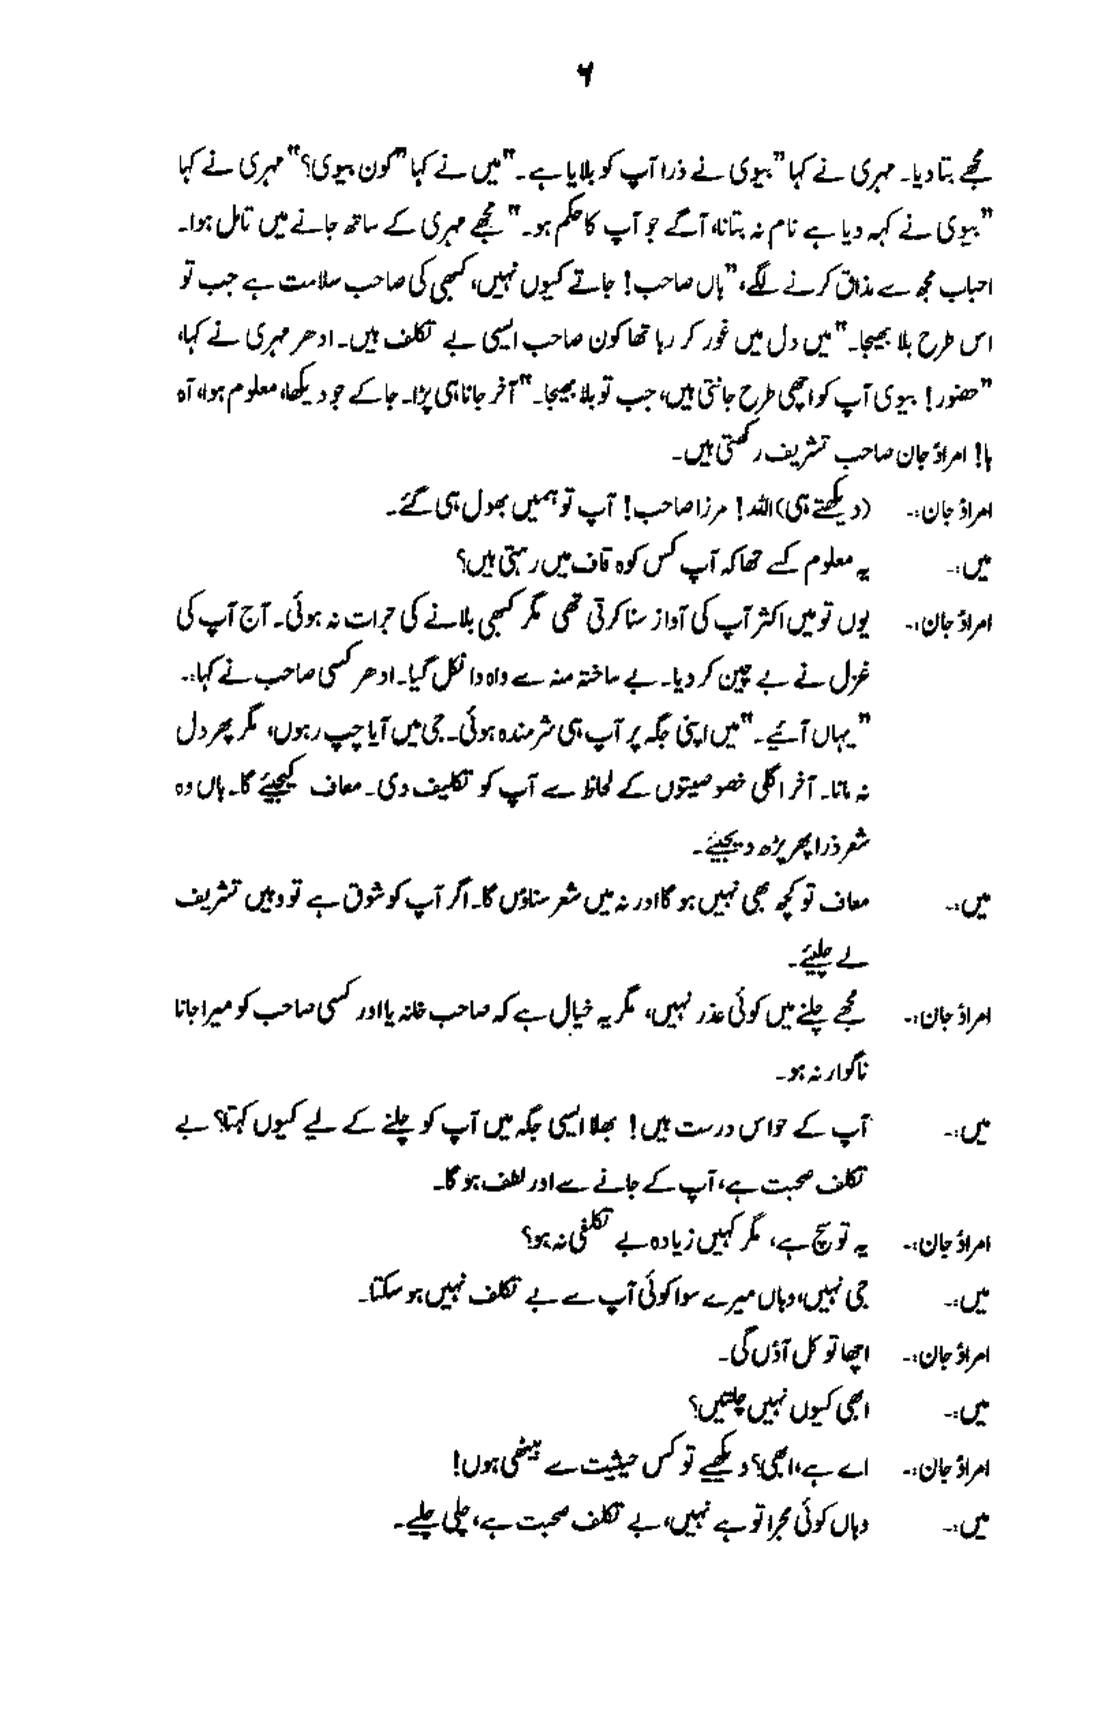 ۶
مجھے بتا دیا۔ مہری نے کہا "بیوی نے ذرا آپ کو بلایا ہے۔" میں نے کہا "کون بیوی؟" مہری نے کہا
"بیوی نے کہہ دیا ہے نام نہ بتانا، آگے جو آپ کا حکم ہو۔" مجھے مہری کے ساتھ جانے میں تامل ہوا۔
احباب مجھ سے مذاق کرنے لگے، "ہاں صاحب! جاتے کیوں نہیں، کبھی کی صاحب سلامت ہے جب تو
اس طرح بلا بھیجا۔" میں دل میں غور کر رہا تھا کون صاحب ایسی بے تکلف ہیں۔ ادھر مہری نے کہا،
"حضور! بیوی آپ کو اچھی طرح جانتی ہیں، جب تو بلا بھیجا۔" آخر جانا ہی پڑا۔ جا کے جو دیکھا، معلوم ہوا، آہ
ہا! امراؤ جان صاحب تشریف رکھتی ہیں۔
امراؤ جان:۔ (دیکھتے ہی) اللہ! مرزا صاحب! آپ تو ہمیں بھول ہی گئے۔
میں:۔ یہ معلوم کسے تھا کہ آپ کس کوہ قاف میں رہتی ہیں؟
امراؤ جان:۔ یوں تو میں اکثر آپ کی آواز سنا کرتی تھی مگر کبھی بلانے کی جرات نہ ہوئی۔ آج آپ کی
غزل نے بے چین کر دیا۔ بے ساختہ منہ سے واہ وا نکل گیا۔ ادھر کسی صاحب نے کہا:۔
"یہاں آئیے۔" میں اپنی جگہ پر آپ ہی شرمندہ ہوئی۔ جی میں آیا چپ رہوں، مگر پھر دل
نہ مانا۔ آخر اگلی خصوصیتوں کے لحاظ سے آپ کو تکلیف دی۔ معاف کیجیئے گا۔ ہاں وہ
شعر ذرا پھر پڑھ دیجیئے۔
میں:۔ معاف تو کچھ بھی نہیں ہو گا اور نہ میں شعر سناؤں گا۔ اگر آپ کو شوق ہے تو وہیں تشریف
لے چلیئے۔
امراؤ جان:۔ مجھے چلنے میں کوئی عذر نہیں، مگر یہ خیال ہے کہ صاحب خانہ یا اور کسی صاحب کو میرا جانا
ناگوار نہ ہو۔
میں:۔ آپ کے حواس درست ہیں! بھلا ایسی جگہ میں آپ کو چلنے کے لیے کیوں کہتا؟ بے
تکلف صحبت ہے، آپ کے جانے سے اور لطف ہو گا۔
امراؤ جان:۔ یہ تو سچ ہے، مگر کہیں زیادہ بے تکلفی نہ ہو؟
میں:۔ جی نہیں، وہاں میرے سوا کوئی آپ سے بے تکلف نہیں ہو سکتا۔
امراؤ جان:۔ اچھا تو کل آؤں گی۔
میں:۔ ابھی کیوں نہیں چلتیں؟
امراؤ جان:۔ اے ہے، ابھی؟ دیکھیے تو کس حیثیت سے بیٹھی ہوں!
میں:۔ وہاں کوئی مجرا تو ہے نہیں، بے تکلف صحبت ہے، چلی چلیے۔